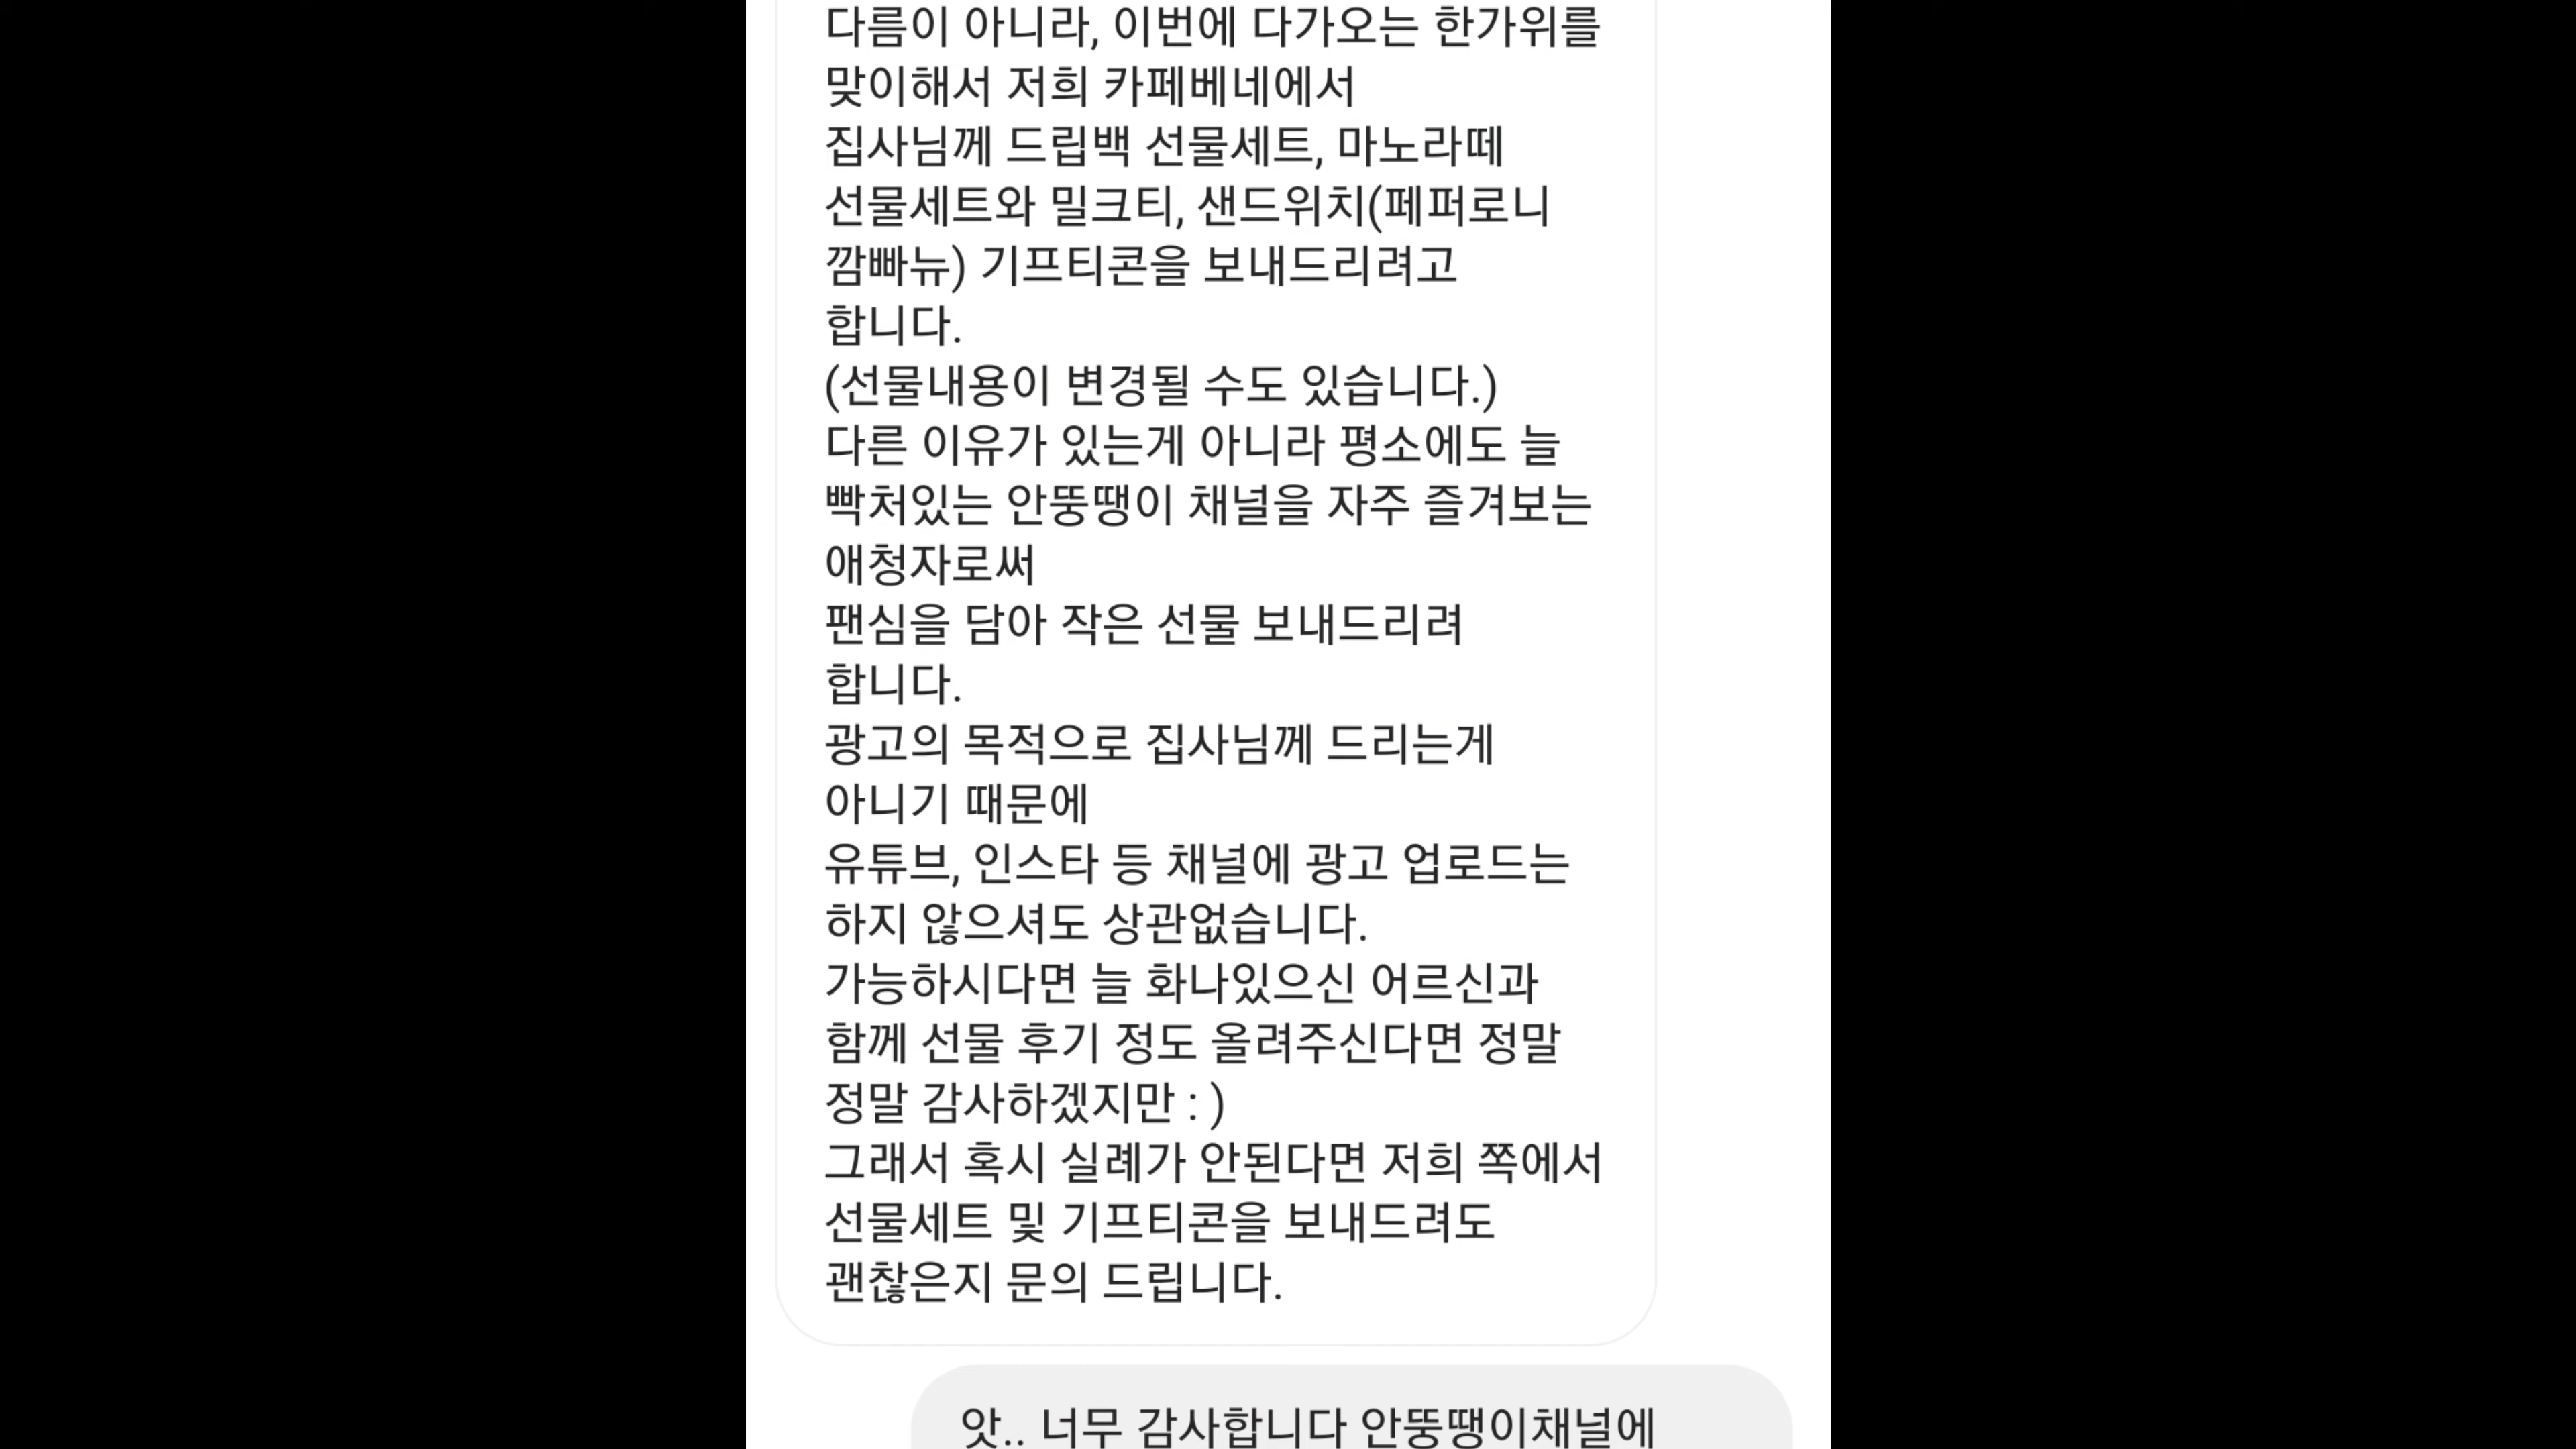 다름이 아니라, 이번에 다가오는 한가위를
맞이해서 저희 카페베네에서
집사님께 드립백 선물세트, 마노라떼
선물세트와 밀크티, 샌드위치(페퍼로니
깜빠뉴) 기프티콘을 보내드리려고
합니다.
(선물내용이 변경될 수도 있습니다.)
다른 이유가 있는게 아니라 평소에도 늘
빡처있는 안뚱땡이 채널을 자주 즐겨보는
애청자로써
팬심을 담아 작은 선물 보내드리려
합니다.
광고의 목적으로 집사님께 드리는게
아니기 때문에
유튜브, 인스타 등 채널에 광고 업로드는
하지 않으셔도 상관없습니다.
가능하시다면 늘 화나있으신 어르신과
함께 선물 후기 정도 올려주신다면 정말
정말 감사하겠지만 : )
그래서 혹시 실례가 안된다면 저희 쪽에서
선물세트 및 기프티콘을 보내드려도
괜찮은지 문의 드립니다.
앗.. 너무 감사합니다 안뚱땡이채널에